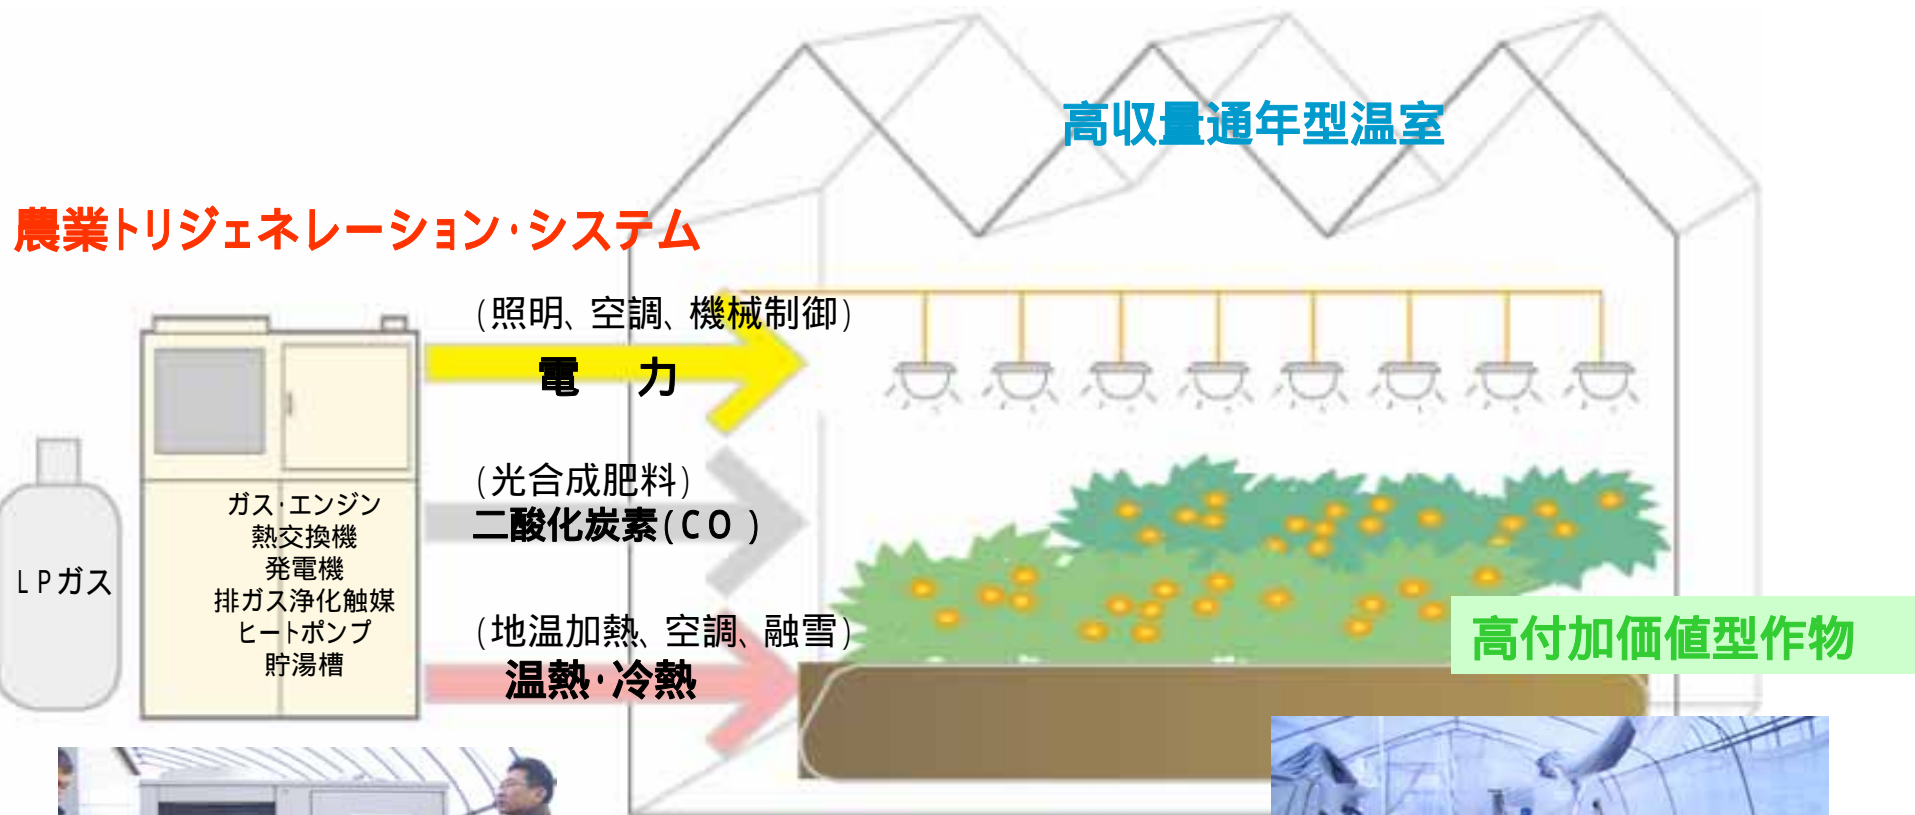 高収量通年型温室
農業トリジェネレーション・システム
(照明、空調、機械制御)
電　力
(光合成肥料)
二酸化炭素(CO )
(地温加熱、空調、融雪)
温熱・冷熱
LPガス
ガス・エンジン
熱交換機
発電機
排ガス浄化触媒
ヒートポンプ
貯湯槽
高付加価値型作物